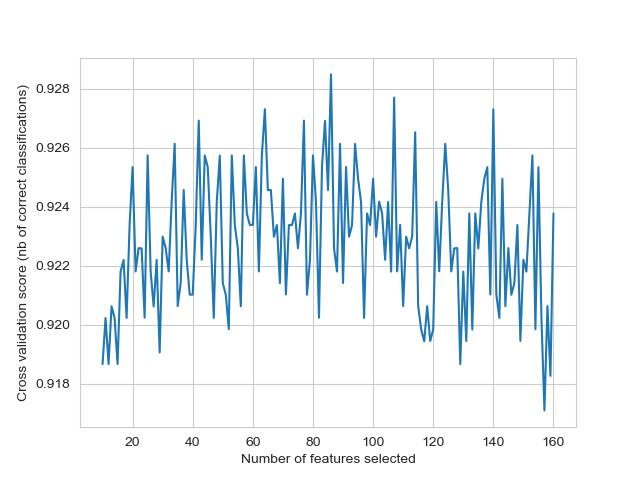 0.928
0.926
0.924
0.922
0.920
0.918
Cross validation score (nb of correct classifications)
20 40 60 80 100 120 140 160
Number of features selected